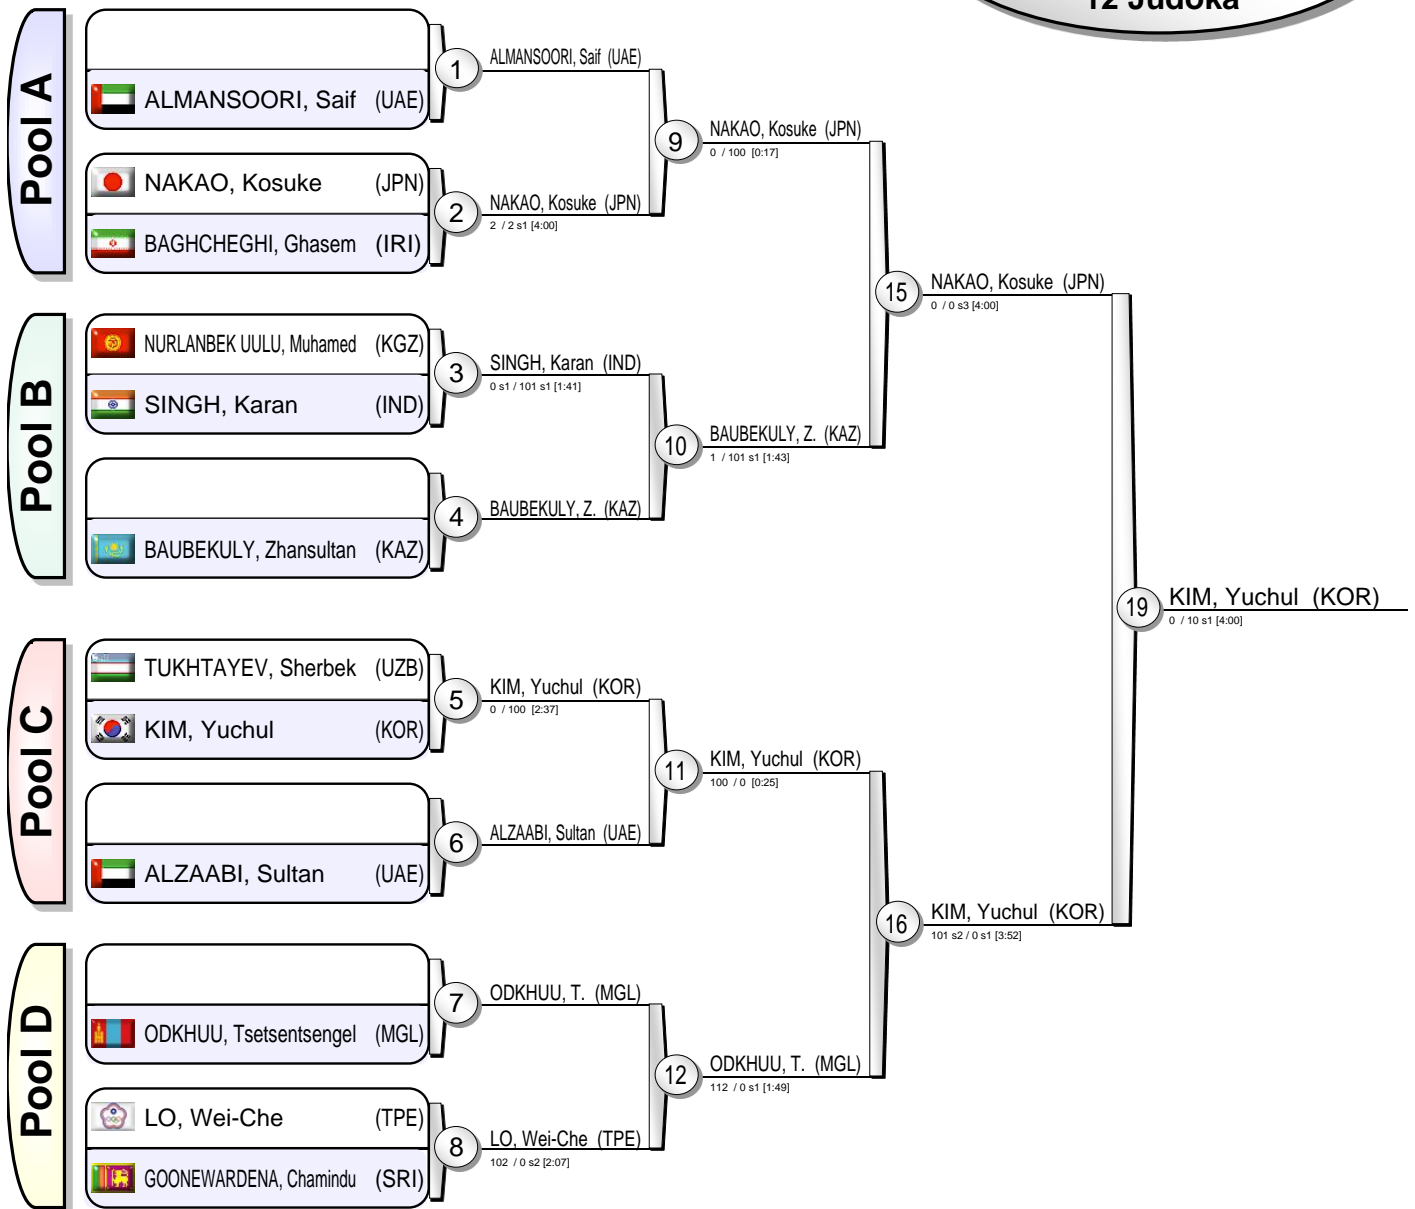 12 Judoka
Pool A
ALMANSOORI, Saif (UAE)
NAKAO, Kosuke (JPN)
BAGHCHEGHI, Ghasem (IRI)
Pool B
NURLANBEK UULU, Muhamed (KGZ)
SINGH, Karan (IND)
BAUBEKULY, Zhansultan (KAZ)
Pool C
TUKHTAYEV, Sherbek (UZB)
KIM, Yuchul (KOR)
ALZAABI, Sultan (UAE)
Pool D
ODKHUU, Tsetsentsengel (MGL)
LO, Wei-Che (TPE)
GOONEWARDENA, Chamindu (SRI)
1
ALMANSOORI, Saif (UAE)
2
NAKAO, Kosuke (JPN)
2 / 2 s1 [4:00]
3
SINGH, Karan (IND)
0 s1 / 101 s1 [1:41]
4
BAUBEKULY, Z. (KAZ)
5
KIM, Yuchul (KOR)
0 / 100 [2:37]
6
ALZAABI, Sultan (UAE)
7
ODKHUU, T. (MGL)
8
LO, Wei-Che (TPE)
102 / 0 s2 [2:07]
9
NAKAO, Kosuke (JPN)
0 / 100 [0:17]
10
BAUBEKULY, Z. (KAZ)
1 / 101 s1 [1:43]
11
KIM, Yuchul (KOR)
100 / 0 [0:25]
12
ODKHUU, T. (MGL)
112 / 0 s1 [1:49]
15
NAKAO, Kosuke (JPN)
0 / 0 s3 [4:00]
16
KIM, Yuchul (KOR)
101 s2 / 0 s1 [3:52]
19
KIM, Yuchul (KOR)
0 / 10 s1 [4:00]